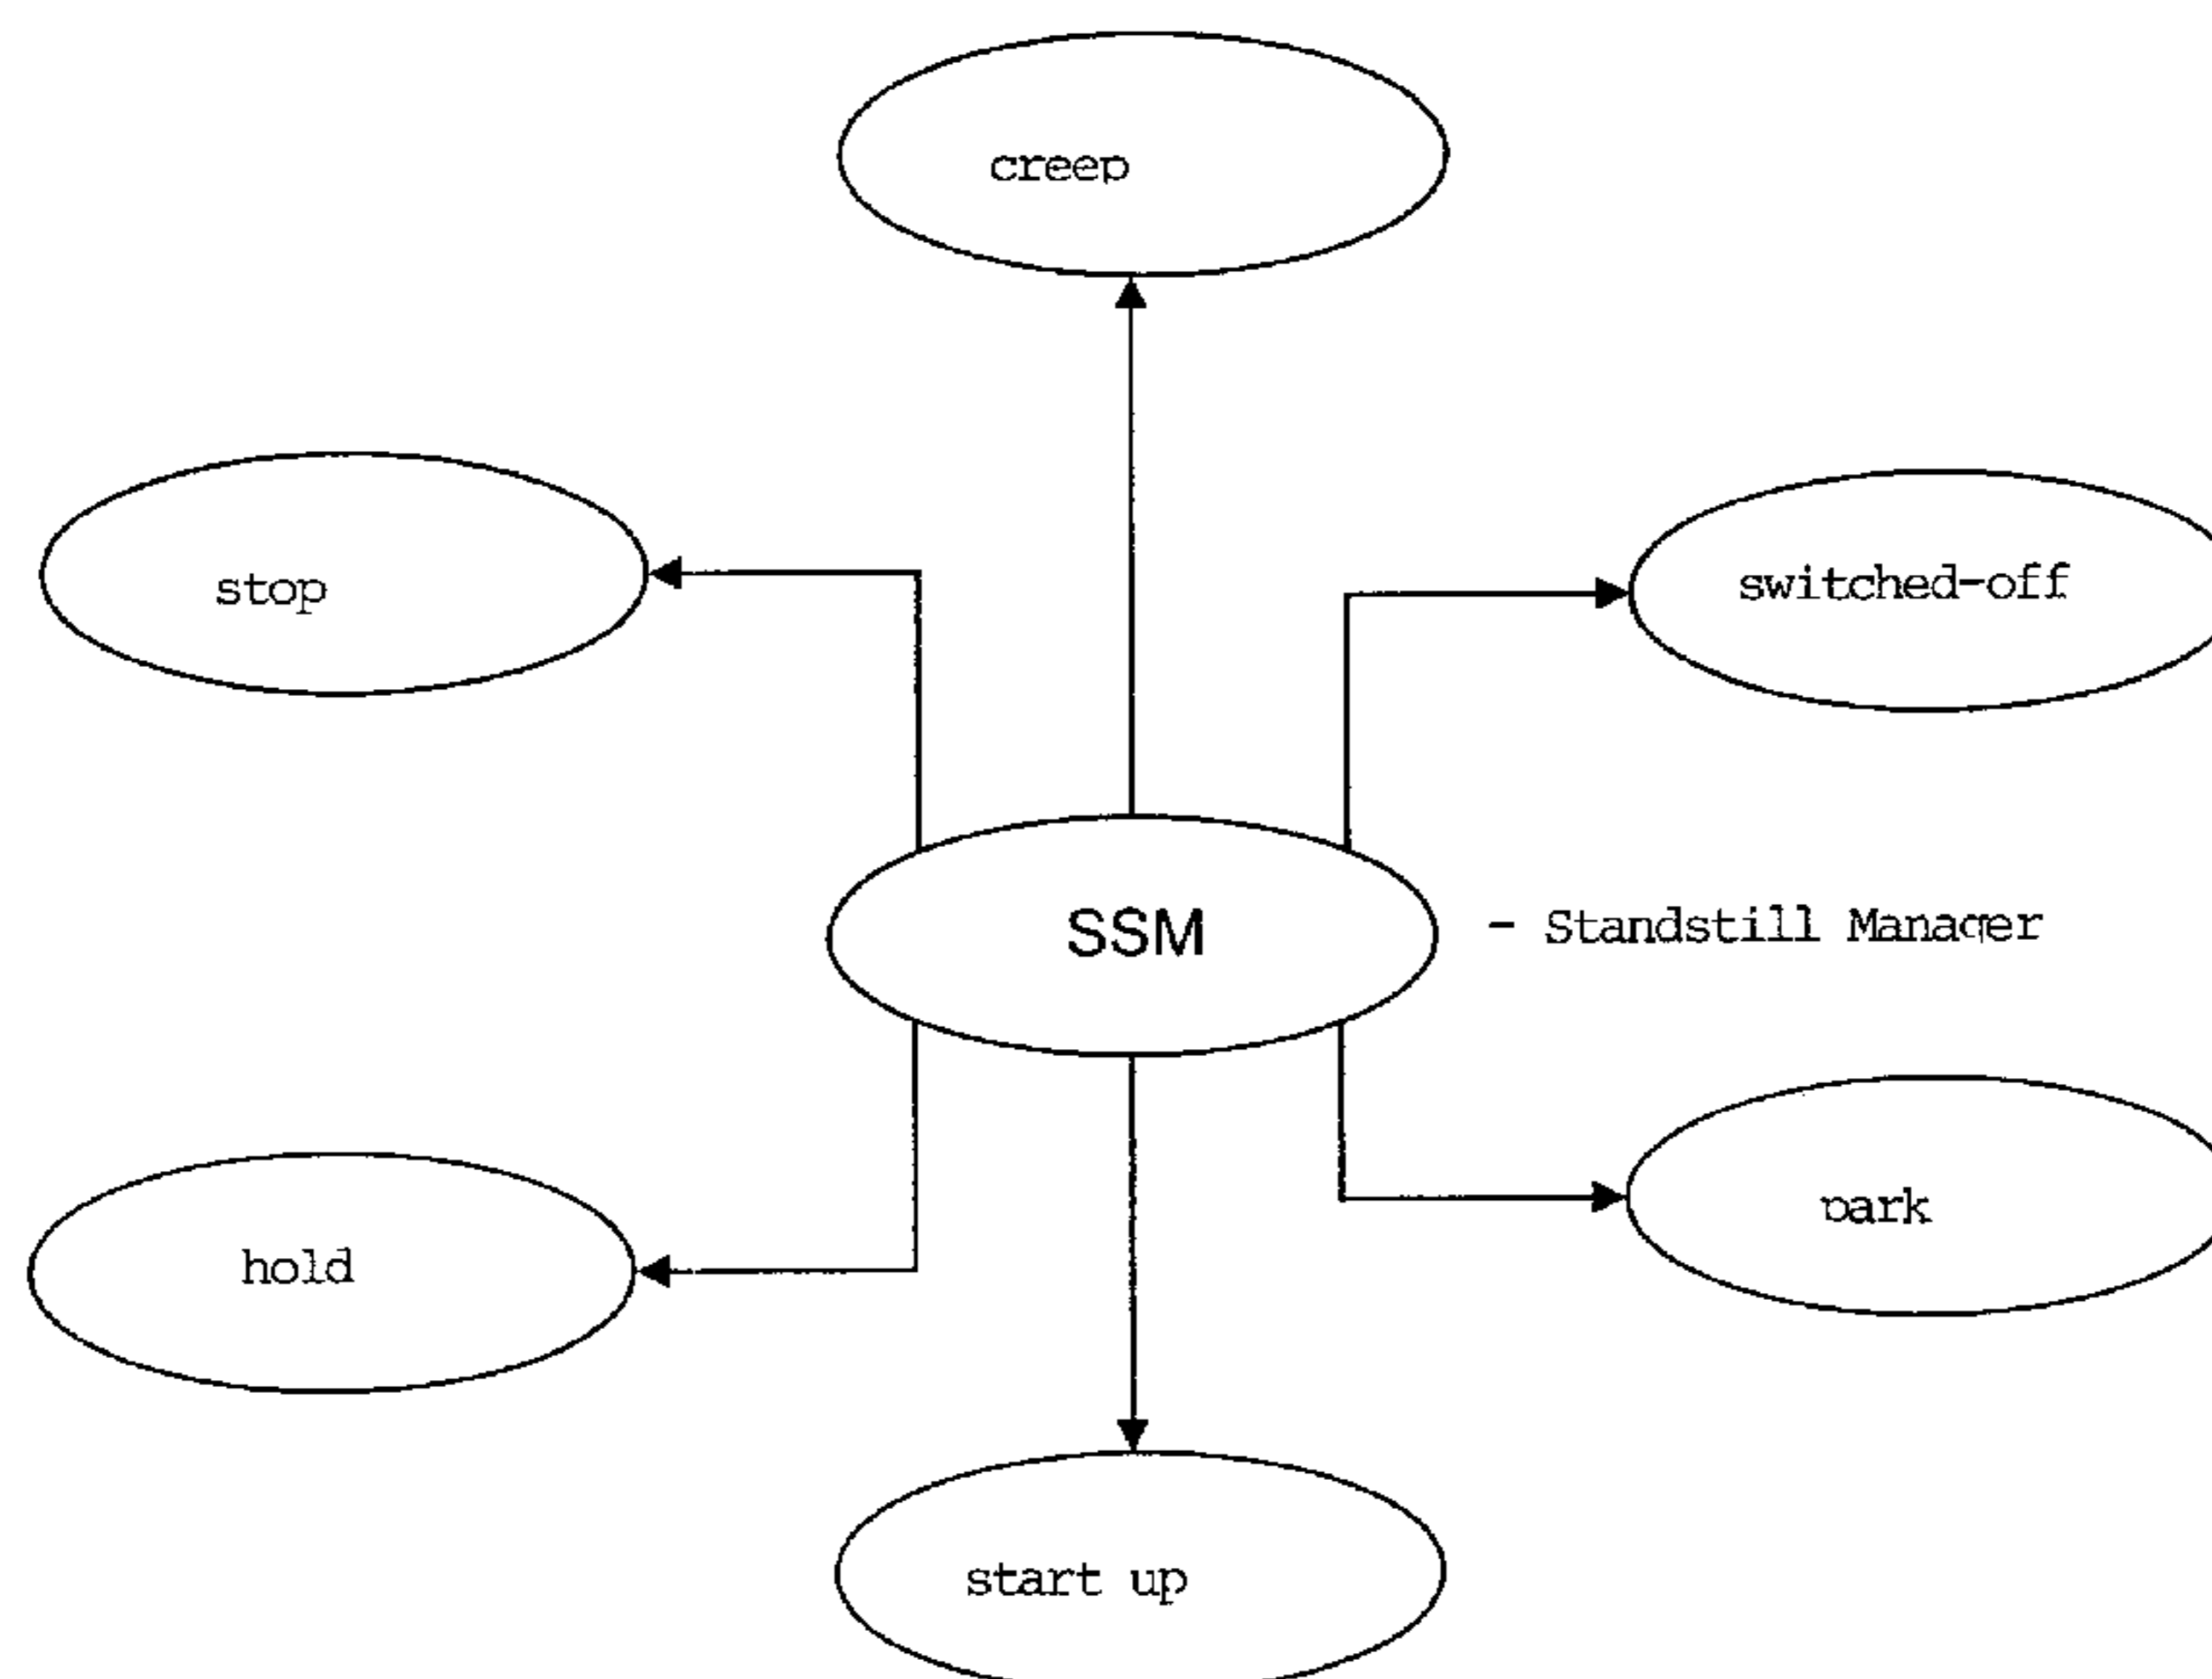 creep
stop
switched-off
SSM
- Standstill Manager
park
hold
start up